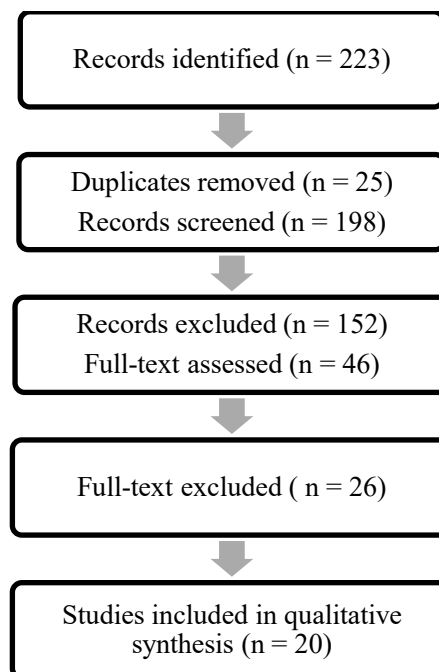 Records identified (n = 223)
Duplicates removed (n = 25)
Records screened (n = 198)
Records excluded (n = 152)
Full-text assessed (n = 46)
Full-text excluded ( n = 26)
Studies included in qualitative
synthesis (n = 20)